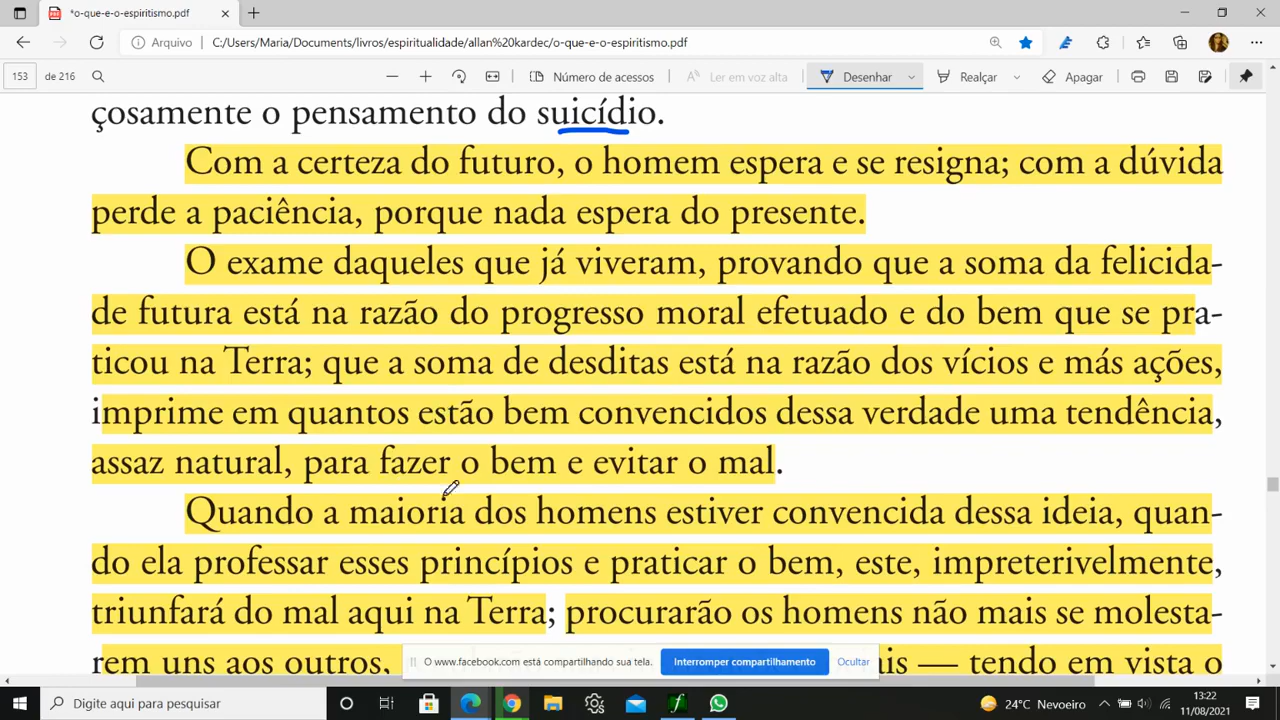 *o-que-e-o-espiritismo.pdf
Arquivo C:/Users/Maria/Documents/livros/espiritualidade/allan%20kardec/o-que-e-o-espiritismo.pdf
153 de 216 Número de acessos Ler em voz alta Desenhar Realçar Apagar
çosamente o pensamento do suicídio.
Com a certeza do futuro, o homem espera e se resigna; com a dúvida
perde a paciência, porque nada espera do presente.
O exame daqueles que já viveram, provando que a soma da felicida-
de futura está na razão do progresso moral efetuado e do bem que se pra-
ticou na Terra; que a soma de desditas está na razão dos vícios e más ações,
imprime em quantos estão bem convencidos dessa verdade uma tendência,
assaz natural, para fazer o bem e evitar o mal.
Quando a maioria dos homens estiver convencida dessa ideia, quan-
do ela professar esses princípios e praticar o bem, este, impreterivelmente,
triunfará do mal aqui na Terra; procurarão os homens não mais se molesta-
rem uns aos outros, ais — tendo em vista o
O www.facebook.com está compartilhando sua tela. Interromper compartilhamento Ocultar
Digite aqui para pesquisar 24°C Nevoeiro 13:22
11/08/2021